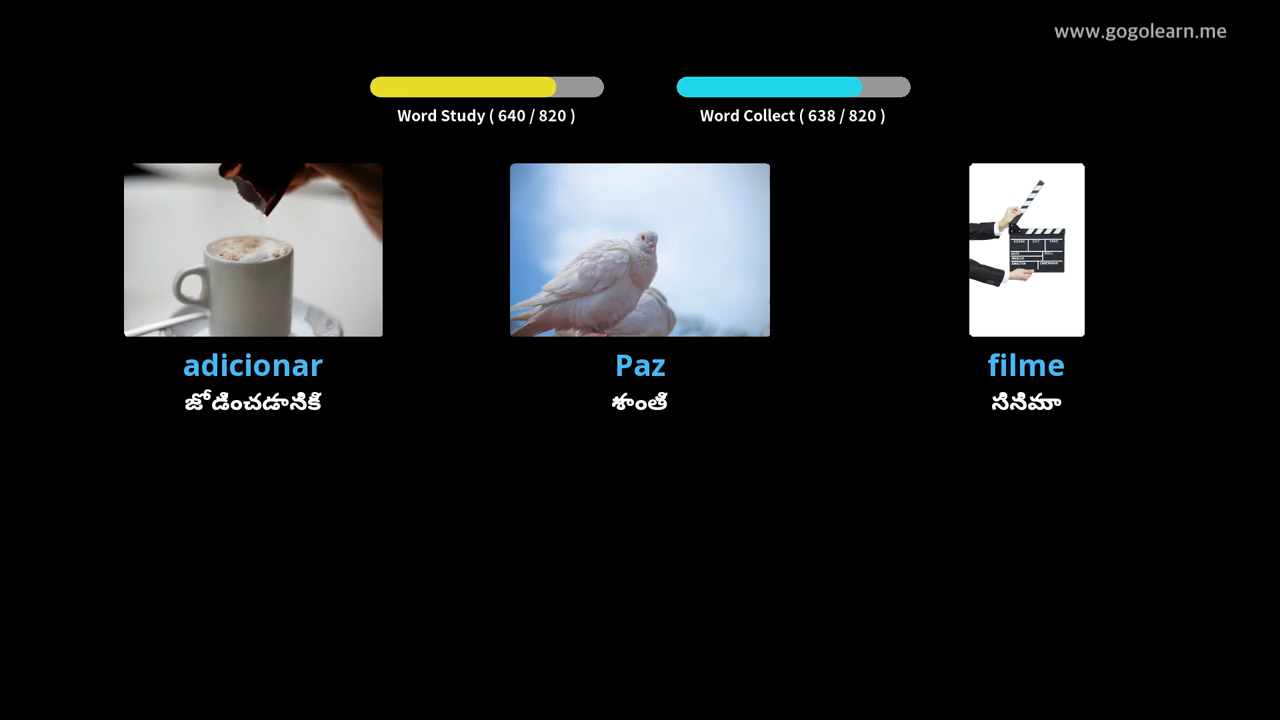 www.gogolearn.me
Word Study ( 640 / 820 )
Word Collect ( 638 / 820 )
adicionar
జోడించడానికి
Paz
శాంతి
filme
సినిమా